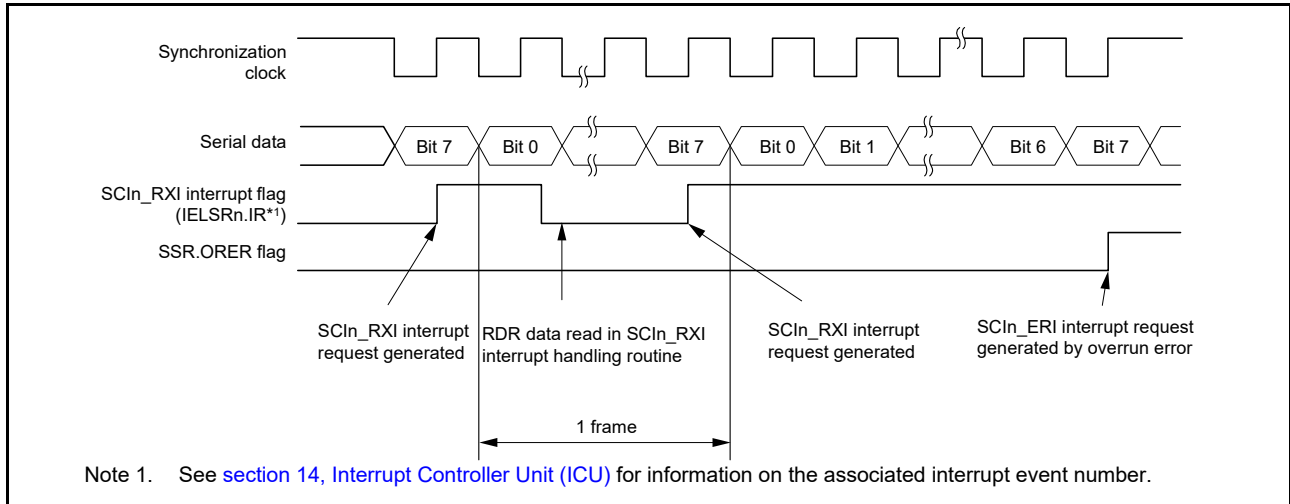 Synchronization
clock
Serial data
Bit 7 Bit 0 Bit 7 Bit 0 Bit 1 Bit 6 Bit 7
SCIn_RXI interrupt flag
(IELSRn.IR*1)
SSR.ORER flag
SCIn_RXI interrupt
request generated
RDR data read in SCIn_RXI
interrupt handling routine
SCIn_RXI interrupt
request generated
SCIn_ERI interrupt request
generated by overrun error
1 frame
Note 1. See section 14, Interrupt Controller Unit (ICU) for information on the associated interrupt event number.